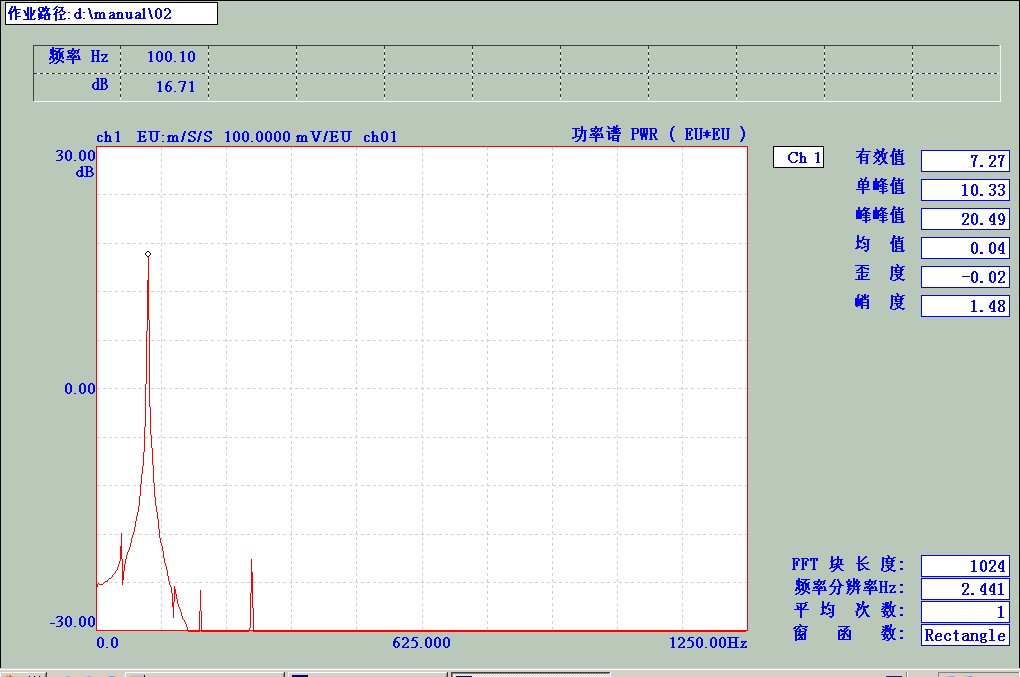 作业路径:d:\manual\02
频率 Hz 100.10
dB 16.71
ch1 EU:m/S/S 100.0000 mV/EU ch01 功率谱 PWR ( EU*EU )
30.00
dB
0.00
-30.00
0.0 625.000 1250.00Hz
Ch 1
有效值 7.27
单峰值 10.33
峰峰值 20.49
均 值 0.04
歪 度 -0.02
峭 度 1.48
FFT 块 长 度: 1024
频率分辨率Hz: 2.441
平 均 次 数: 1
窗 函 数: Rectangle